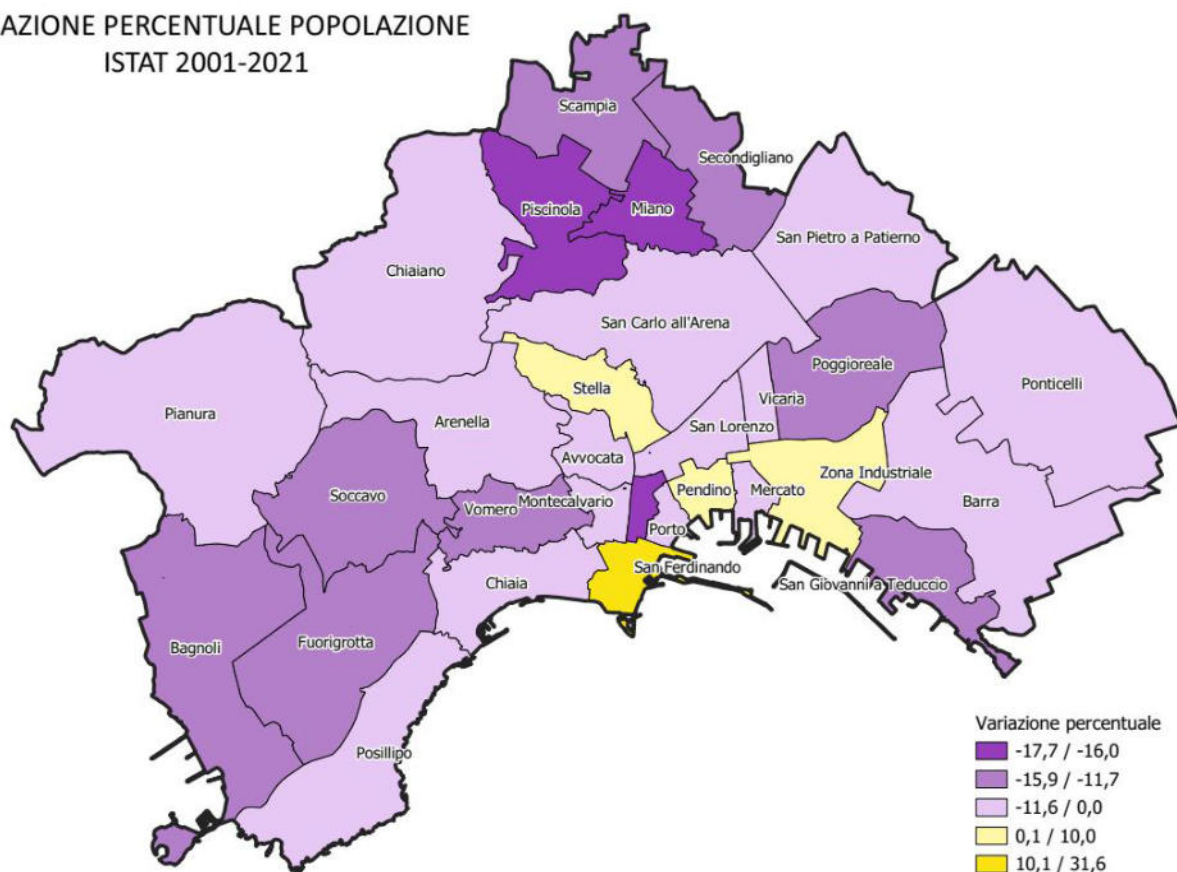 AZIONE PERCENTUALE POPOLAZIONE
ISTAT 2001-2021
Scampia
Secondigliano
Piscinola
Miano
San Pietro a Patierno
Chiaiano
San Carlo all'Arena
Poggioreale
Ponticelli
Stella
Vicaria
Pianura
Arenella
San Lorenzo
Avvocata
Zona Industriale
Soccavo
Pendino
Mercato
Barra
Vomero
Montecalvario
Porto
San Ferdinando
Chiaia
San Giovanni a Teduccio
Bagnoli
Fuorigrotta
Posillipo
Variazione percentuale
-17,7 / -16,0
-15,9 / -11,7
-11,6 / 0,0
0,1 / 10,0
10,1 / 31,6